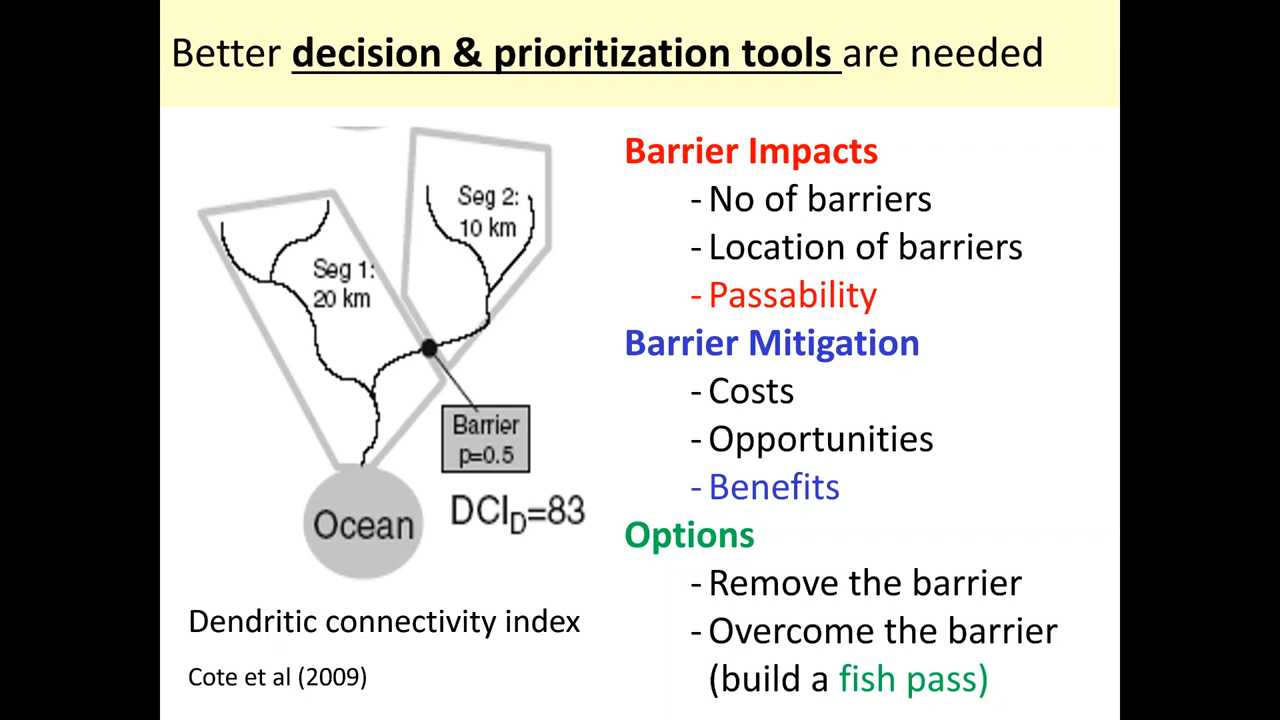 Better decision & prioritization tools are needed
Seg 1:
20 km
Seg 2:
10 km
Barrier
p=0.5
Ocean
DCID=83
Dendritic connectivity index
Cote et al (2009)
Barrier Impacts
- No of barriers
- Location of barriers
- Passability
Barrier Mitigation
- Costs
- Opportunities
- Benefits
Options
- Remove the barrier
- Overcome the barrier
(build a fish pass)